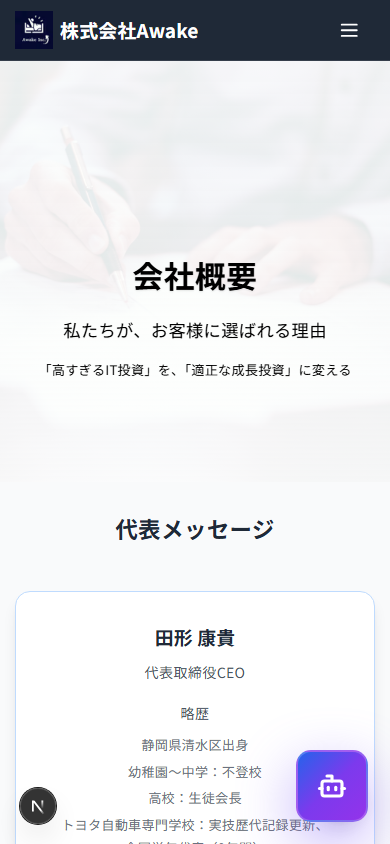 Awake Inc.
株式会社Awake
会社概要
私たちが、お客様に選ばれる理由
「高すぎるIT投資」を、「適正な成長投資」に変える
代表メッセージ
田形 康貴
代表取締役CEO
略歴
静岡県清水区出身
幼稚園〜中学：不登校
高校：生徒会長
N
トヨタ自動車専門学校：実技歴代記録更新、